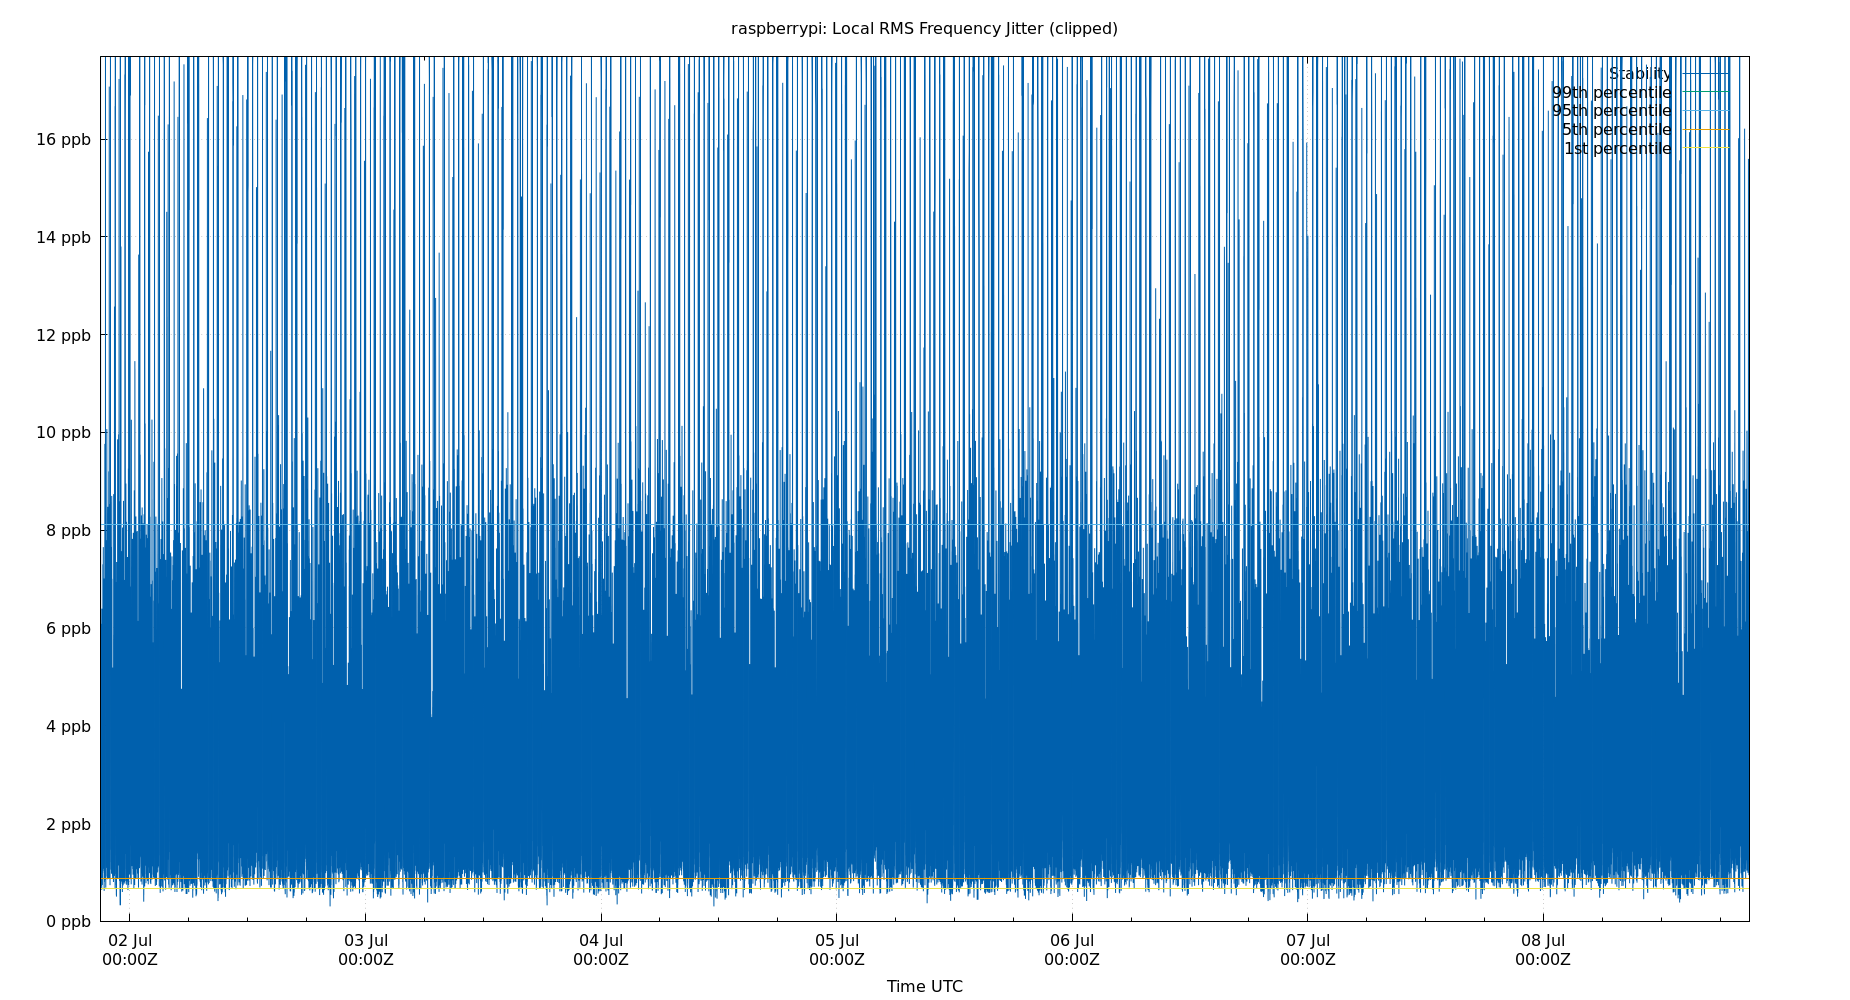 raspberrypi: Local RMS Frequency Jitter (clipped)
Stability
99th percentile
95th percentile
5th percentile
1st percentile
16 ppb
14 ppb
12 ppb
10 ppb
8 ppb
6 ppb
4 ppb
2 ppb
0 ppb
02 Jul 03 Jul 04 Jul 05 Jul 06 Jul 07 Jul 08 Jul
00:00Z 00:00Z 00:00Z 00:00Z 00:00Z 00:00Z 00:00Z
Time UTC